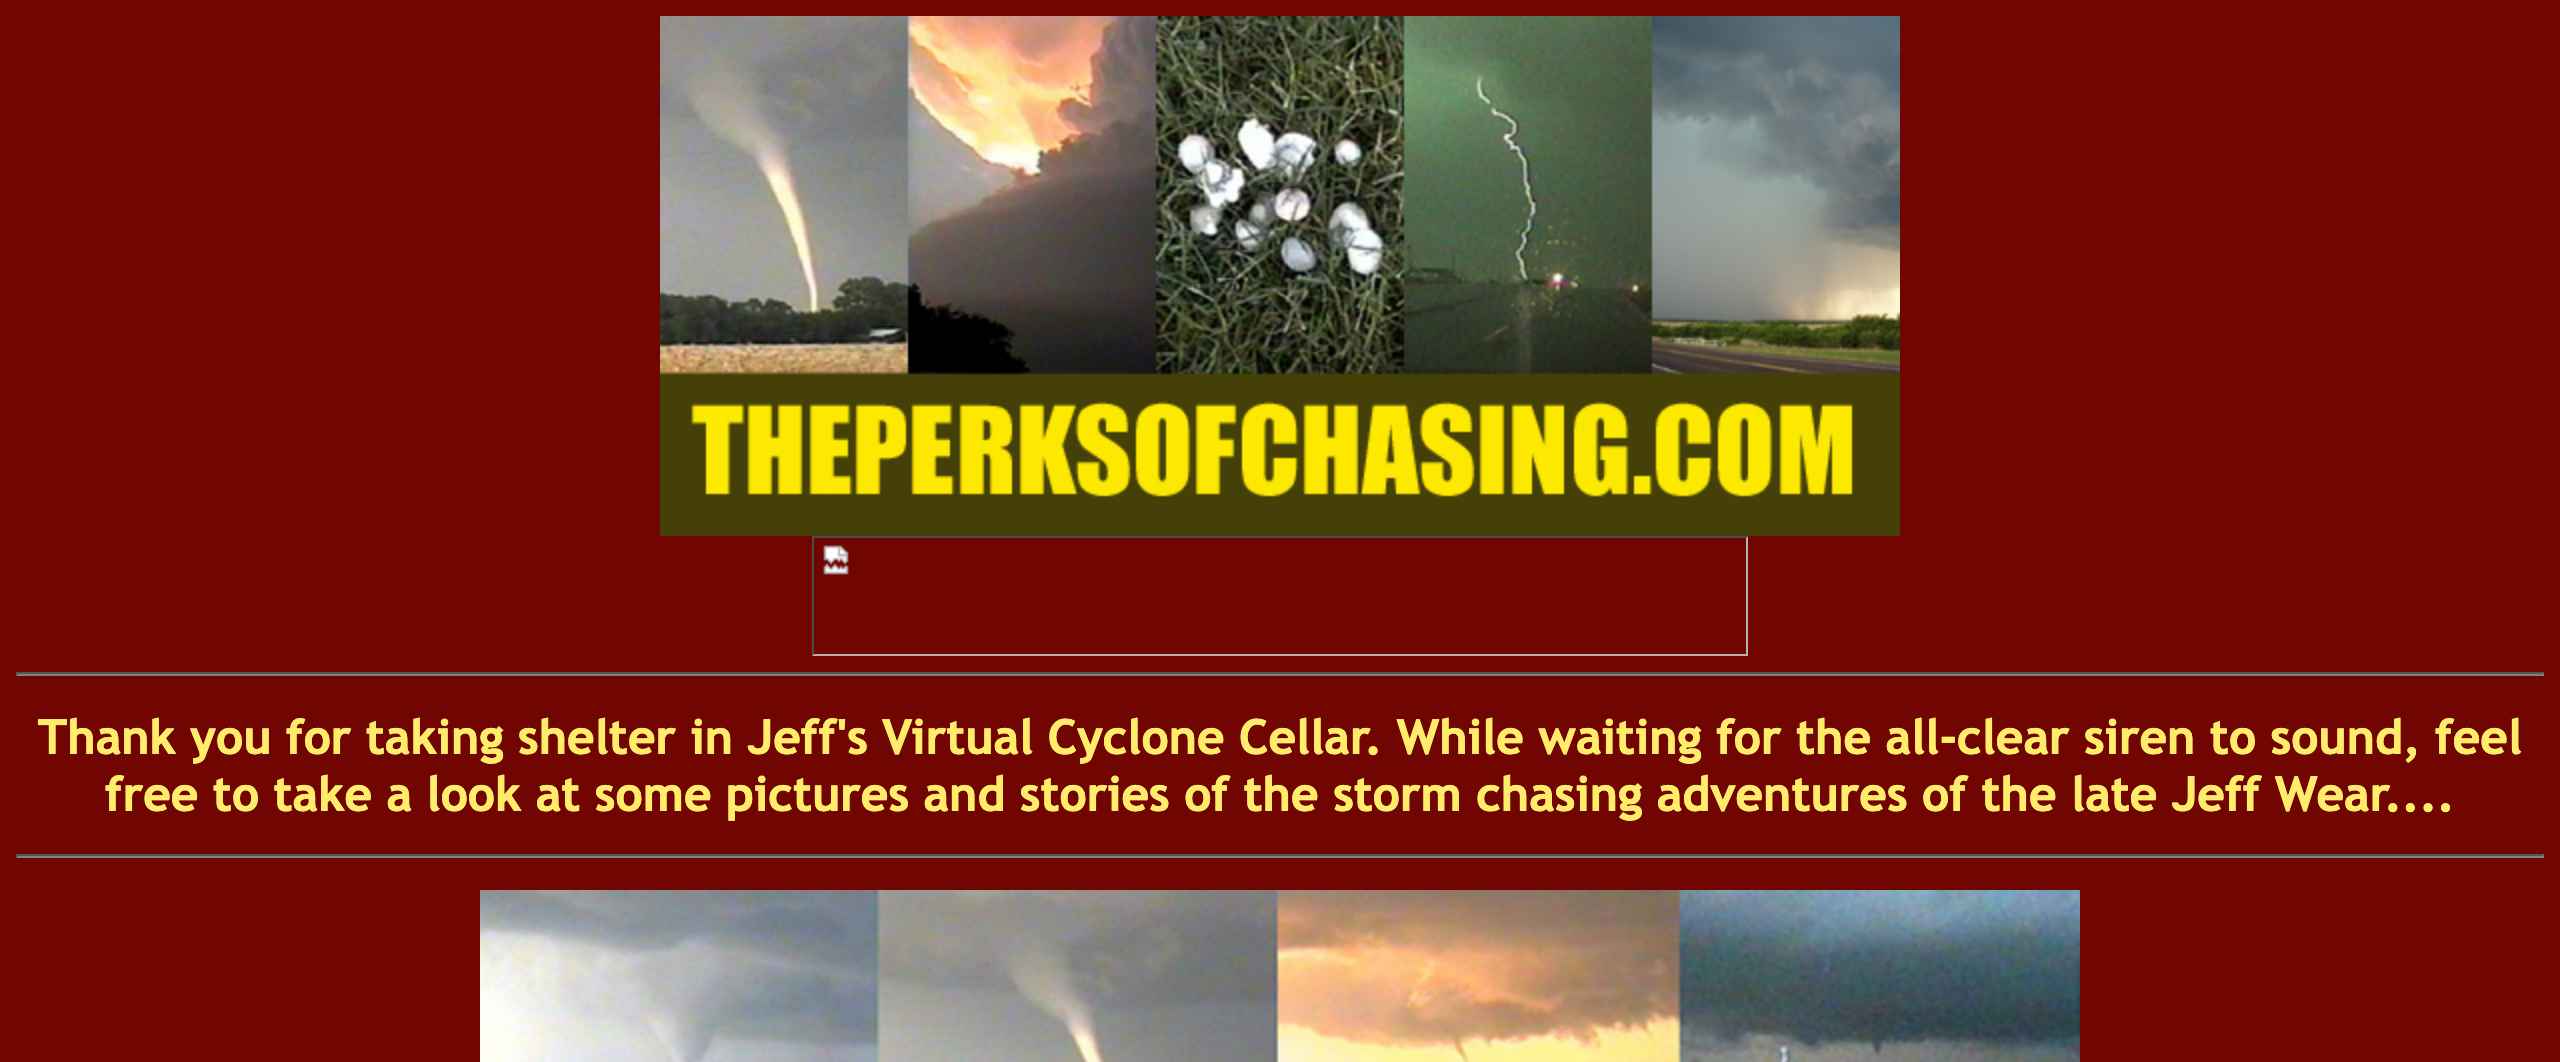 THEPERKSOFCHASING.COM
Thank you for taking shelter in Jeff's Virtual Cyclone Cellar. While waiting for the all-clear siren to sound, feel
free to take a look at some pictures and stories of the storm chasing adventures of the late Jeff Wear....